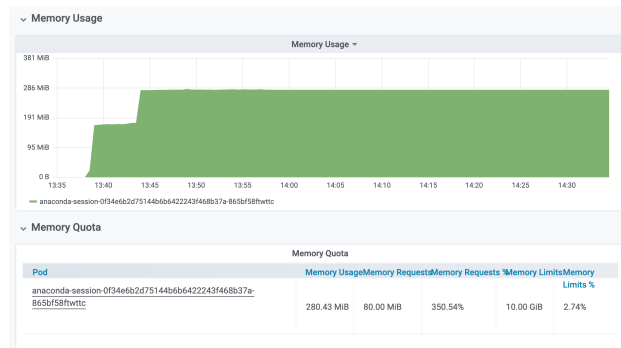 Memory Usage
Memory Usage
381 MiB
286 MiB
191 MiB
95 MiB
0 B
13:35 13:40 13:45 13:50 13:55 14:00 14:05 14:10 14:15 14:20 14:25 14:30
anaconda-session-0f34e6b2d75144b6b6422243f468b37a-865bf58ftwttc
Memory Quota
Memory Quota
Pod Memory Usage Memory Requests Memory Requests % Memory Limits Memory
Limits %
anaconda-session-0f34e6b2d75144b6b6422243f468b37a-
865bf58ftwttc
280.43 MiB 80.00 MiB 350.54% 10.00 GiB 2.74%